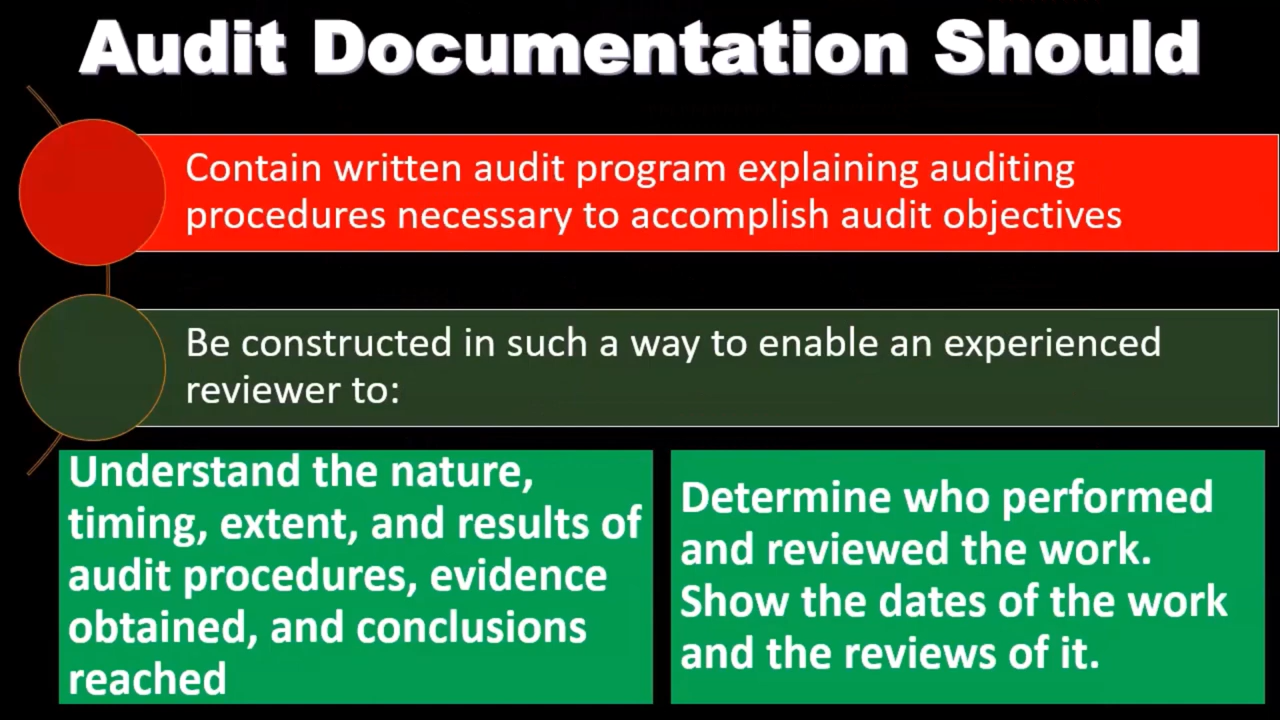 Audit Documentation Should
Contain written audit program explaining auditing
procedures necessary to accomplish audit objectives
Be constructed in such a way to enable an experienced
reviewer to:
Understand the nature,
timing, extent, and results of
audit procedures, evidence
obtained, and conclusions
reached
Determine who performed
and reviewed the work.
Show the dates of the work
and the reviews of it.